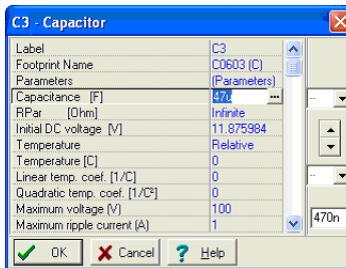 C3 - Capacitor
Label C3
Footprint Name C0603 (C)
Parameters (Parameters)
Capacitance [F] 47u ...
RPar [Ohm] Infinite
Initial DC voltage [V] 11.875984
Temperature Relative
Temperature [C] 0
Linear temp. coef. [1/C] 0
Quadratic temp. coef. [1/C²] 0
Maximum voltage (V) 100
Maximum ripple current (A) 1
--
--
470n
OK Cancel ? Help